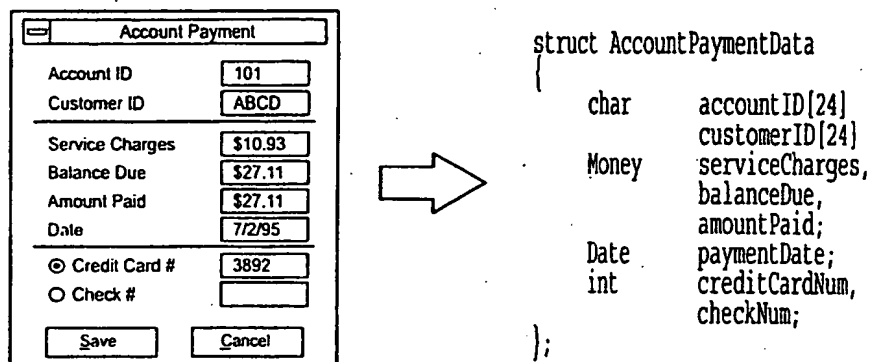 Account Payment
Account ID 101
Customer ID ABCD
Service Charges $10.93
Balance Due $27.11
Amount Paid $27.11
Date 7/2/95
Credit Card # 3892
Check #
Save Cancel
struct AccountPaymentData
{
char accountID[24]
customerID[24]
Money serviceCharges,
balanceDue,
amountPaid;
Date paymentDate;
int creditCardNum,
checkNum;
};